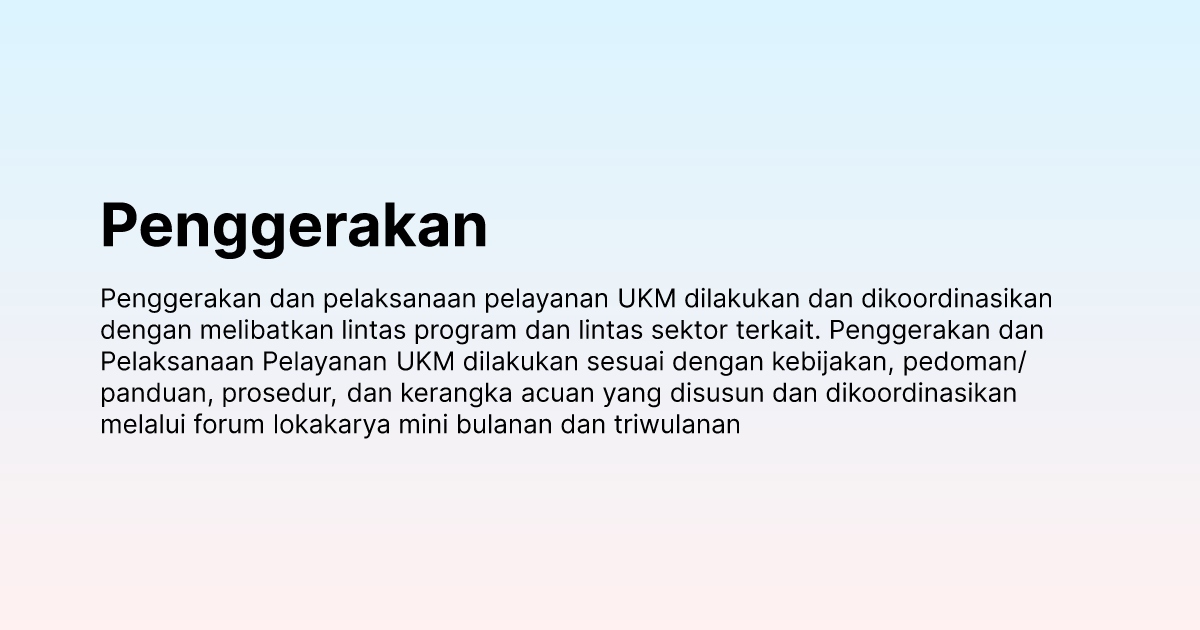 Penggerakan
Penggerakan dan pelaksanaan pelayanan UKM dilakukan dan dikoordinasikan
dengan melibatkan lintas program dan lintas sektor terkait. Penggerakan dan
Pelaksanaan Pelayanan UKM dilakukan sesuai dengan kebijakan, pedoman/
panduan, prosedur, dan kerangka acuan yang disusun dan dikoordinasikan
melalui forum lokakarya mini bulanan dan triwulanan